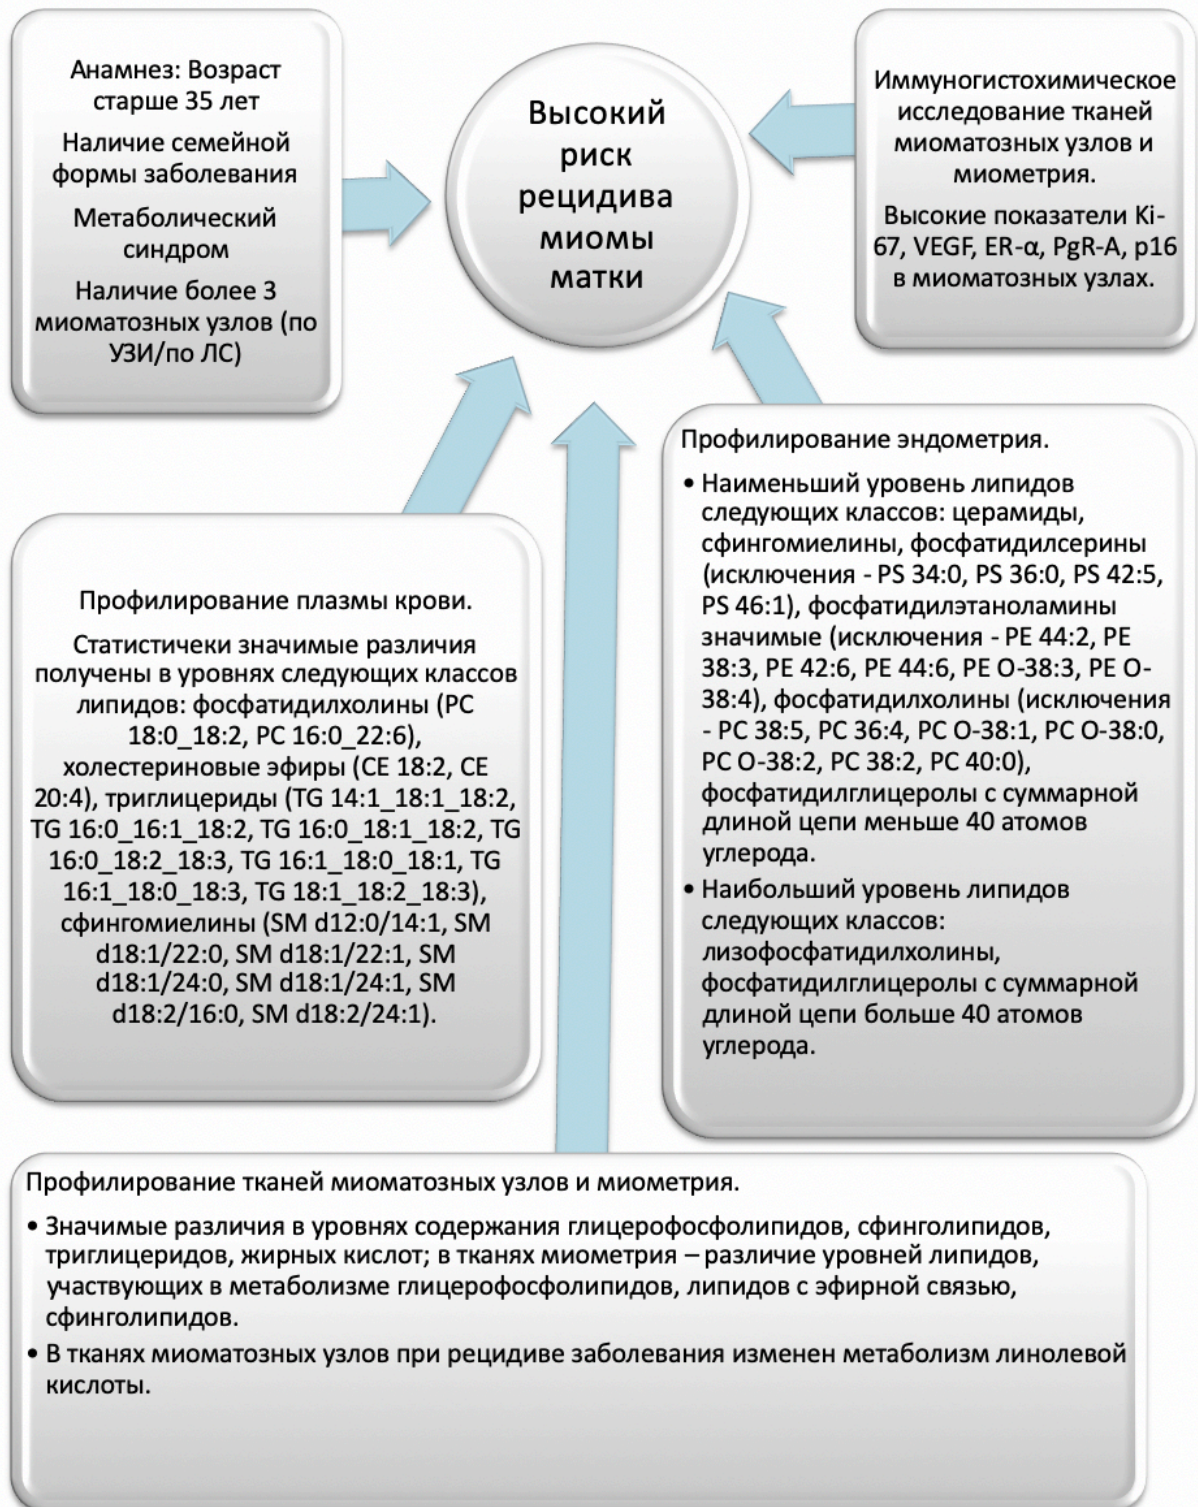 Анамнез: Возраст
старше 35 лет
Наличие семейной
формы заболевания
Метаболический
синдром
Наличие более 3
миоматозных узлов (по
УЗИ/по ЛС)
Высокий
риск
рецидива
миомы
матки
Иммуногистохимическое
исследование тканей
миоматозных узлов и
миометрия.
Высокие показатели Ki-
67, VEGF, ER-α, PgR-A, p16
в миоматозных узлах.
Профилирование плазмы крови.
Статистичеки значимые различия
получены в уровнях следующих классов
липидов: фосфатидилхолины (PC
18:0_18:2, PC 16:0_22:6),
холестериновые эфиры (CE 18:2, CE
20:4), триглицериды (TG 14:1_18:1_18:2,
TG 16:0_16:1_18:2, TG 16:0_18:1_18:2, TG
16:0_18:2_18:3, TG 16:1_18:0_18:1, TG
16:1_18:0_18:3, TG 18:1_18:2_18:3),
сфингомиелины (SM d12:0/14:1, SM
d18:1/22:0, SM d18:1/22:1, SM
d18:1/24:0, SM d18:1/24:1, SM
d18:2/16:0, SM d18:2/24:1).
Профилирование эндометрия.
• Наименьший уровень липидов
следующих классов: церамиды,
сфингомиелины, фосфатидилсерины
(исключения - PS 34:0, PS 36:0, PS 42:5,
PS 46:1), фосфатидилэтаноламины
значимые (исключения - PE 44:2, PE
38:3, PE 42:6, PE 44:6, PE O-38:3, PE O-
38:4), фосфатидилхолины (исключения
- PC 38:5, PC 36:4, PC O-38:1, PC O-38:0,
PC O-38:2, PC 38:2, PC 40:0),
фосфатидилглицеролы с суммарной
длиной цепи меньше 40 атомов
углерода.
• Наибольший уровень липидов
следующих классов:
лизофосфатидилхолины,
фосфатидилглицеролы с суммарной
длиной цепи больше 40 атомов
углерода.
Профилирование тканей миоматозных узлов и миометрия.
• Значимые различия в уровнях содержания глицерофосфолипидов, сфинголипидов,
триглицеридов, жирных кислот; в тканях миометрия – различие уровней липидов,
участвующих в метаболизме глицерофосфолипидов, липидов с эфирной связью,
сфинголипидов.
• В тканях миоматозных узлов при рецидиве заболевания изменен метаболизм линолевой
кислоты.